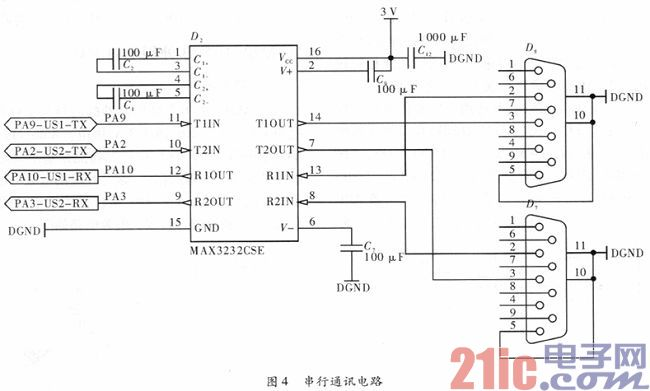 3 V
D₂
1 000 μF
C₄₂
DGND
100 μF
C₂
1
3
4
5
C₁₊
C₁₋
C₂₊
C₂₋
100 μF
C₁
16
2
Vcc
V+
100 μF
PA9-US1-TX
PA9
11
T1IN
T1OUT
14
PA2-US2-TX
PA2
10
T2IN
T2OUT
7
PA10-US1-RX
PA10
12
R1OUT
R1IN
13
PA3-US2-RX
PA3
9
R2OUT
R2IN
8
DGND
15
GND
V-
6
MAX3232CSE
C₇
100 μF
DGND
1
6
2
7
3
8
4
9
5
11
10
DGND
D₇
1
6
2
7
3
8
4
9
5
11
10
DGND
图 4 串行通讯电路
21ic电子网
.com